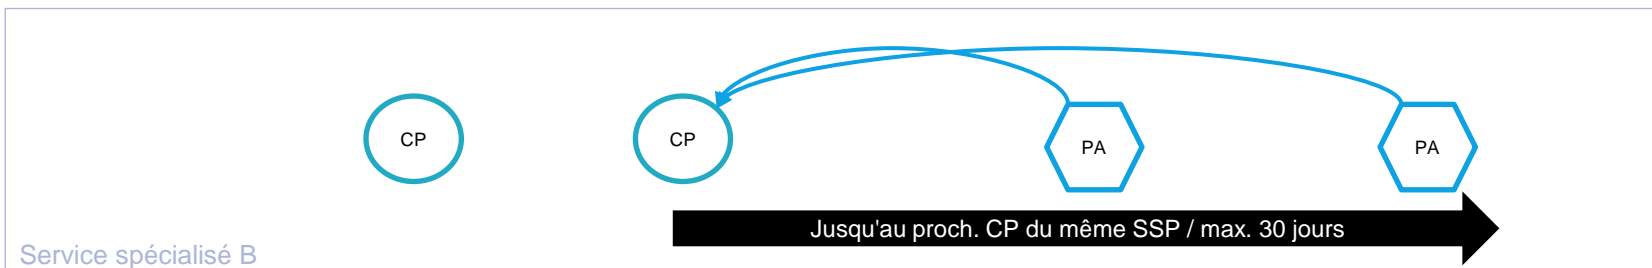 CP
CP
PA
PA
Jusqu'au proch. CP du même SSP / max. 30 jours
Service spécialisé B